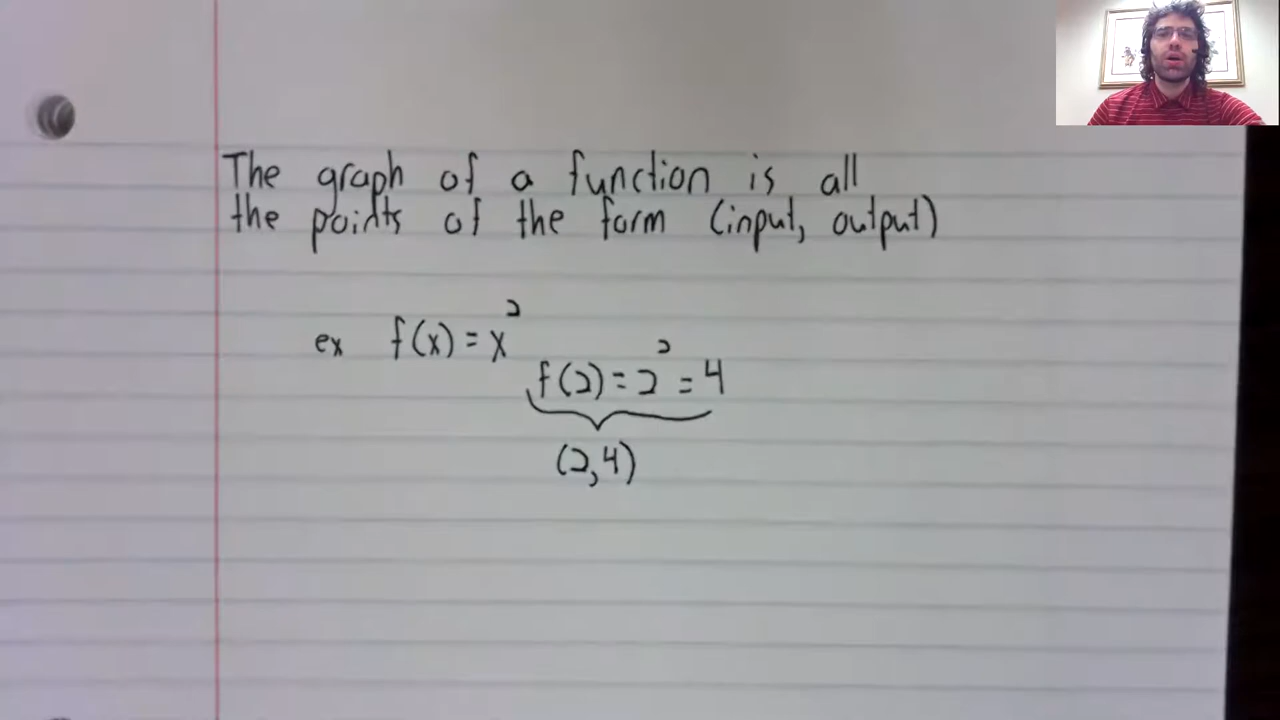 The graph of a function is all
the points of the form (input, output)
ex f(x) = x²
f(2) = 2² = 4
(2,4)